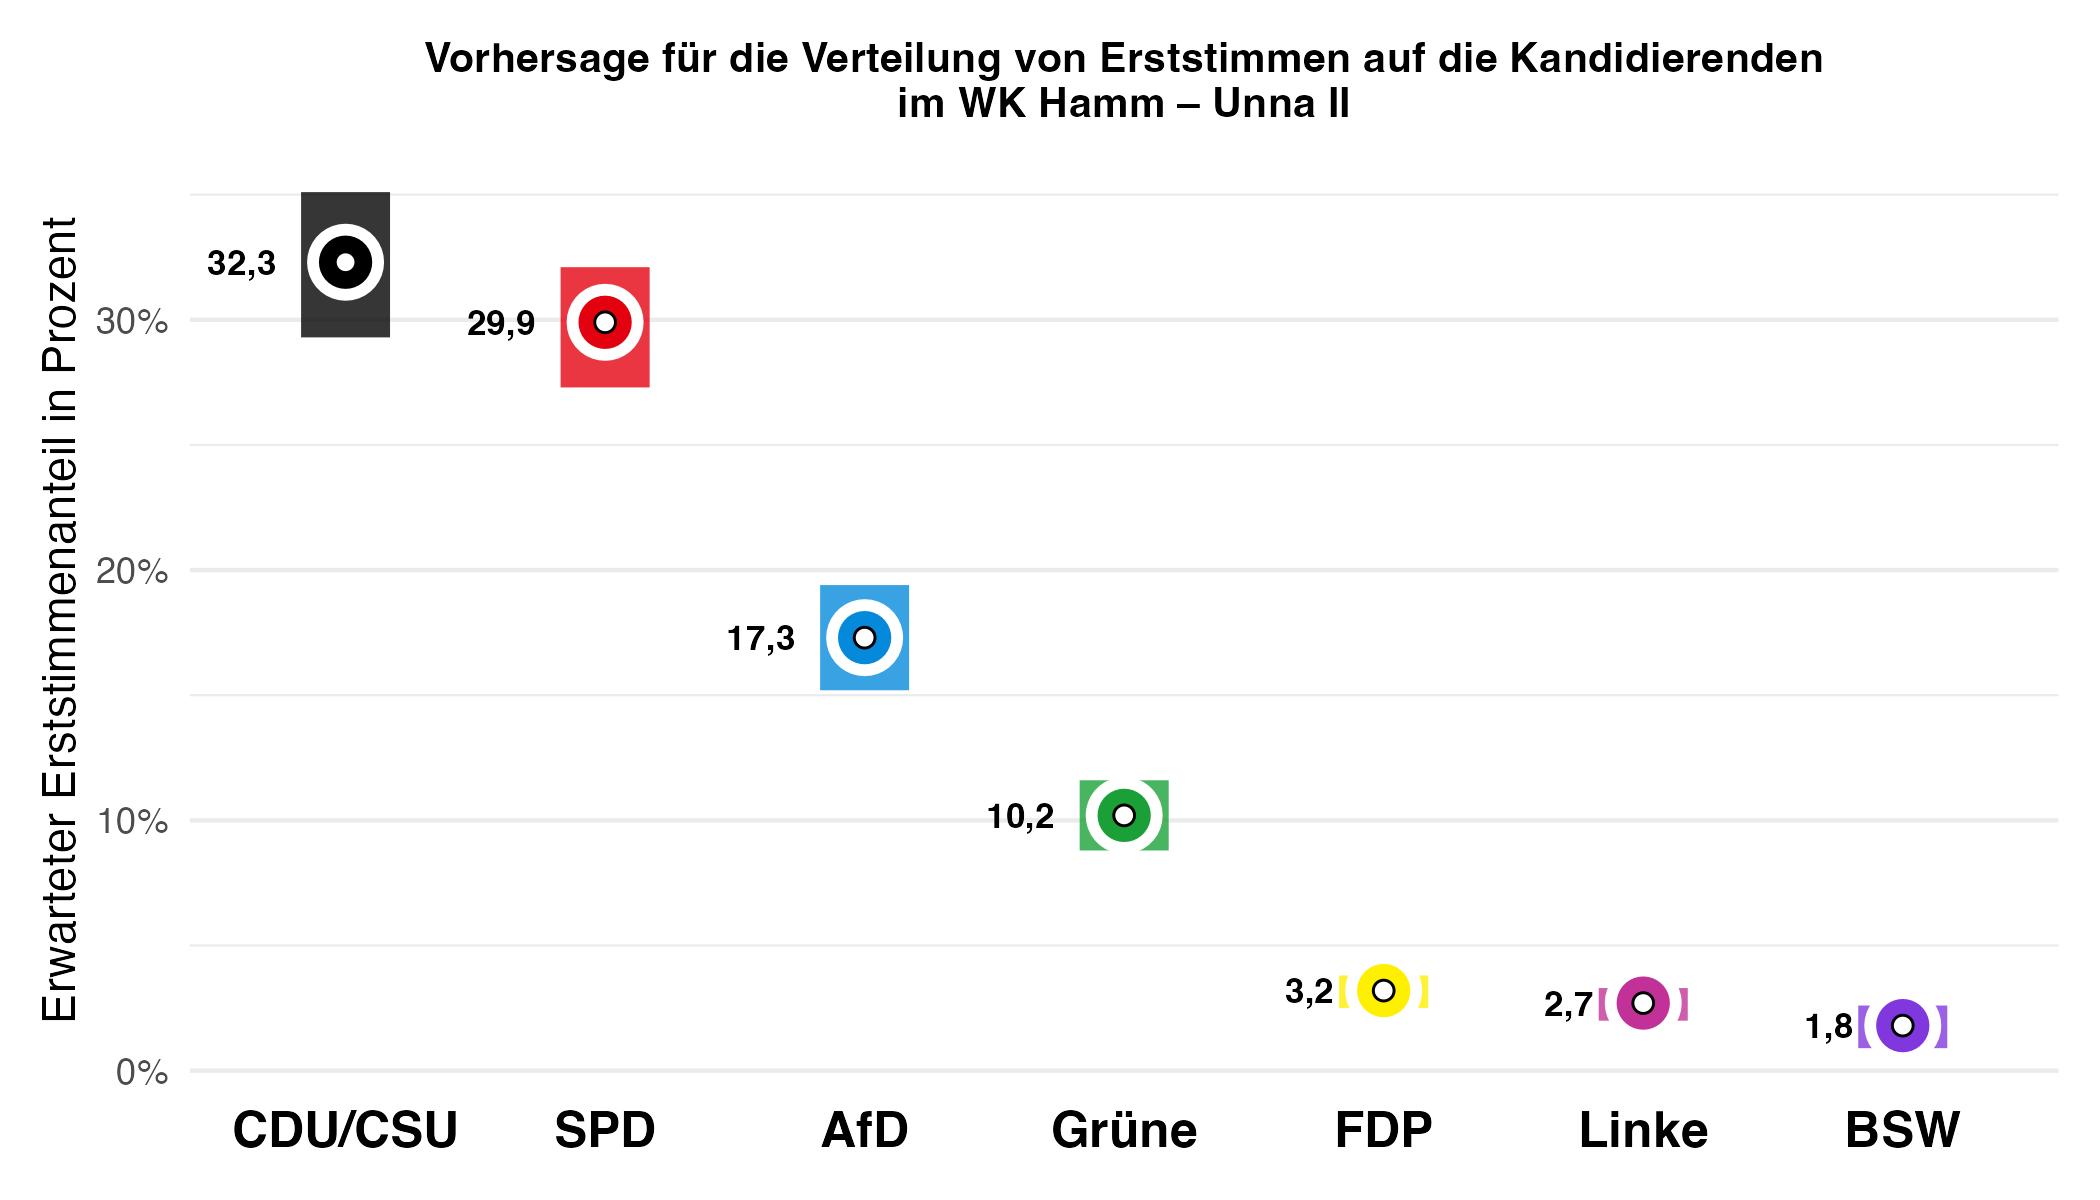 Vorhersage für die Verteilung von Erststimmen auf die Kandidierenden
im WK Hamm – Unna II
Erwarteter Erststimmenanteil in Prozent
30%
20%
10%
0%
32,3
29,9
17,3
10,2
3,2
2,7
1,8
CDU/CSU
SPD
AfD
Grüne
FDP
Linke
BSW